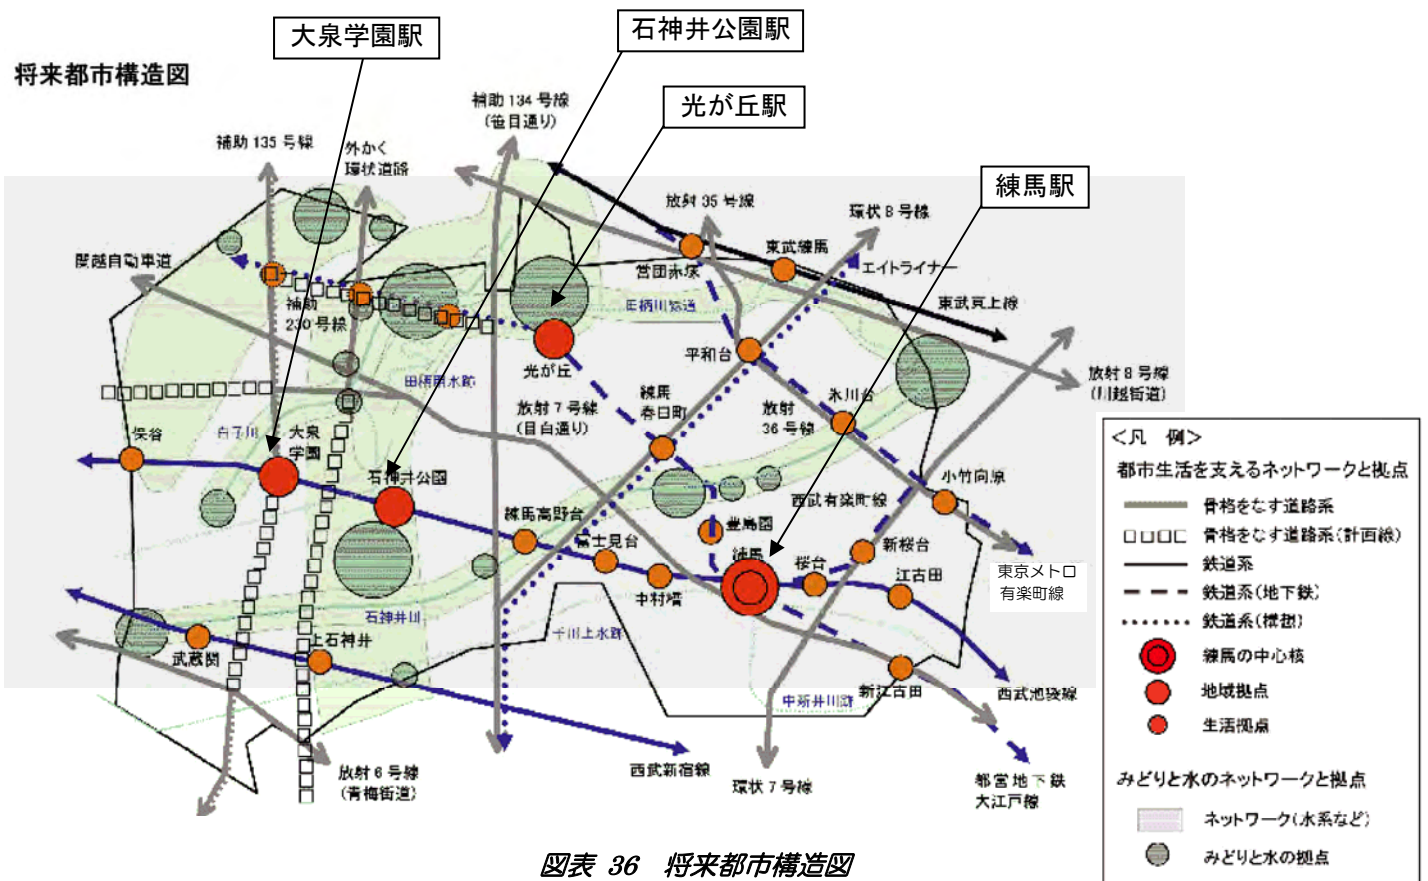 大泉学園駅
石神井公園駅
将来都市構造図
光が丘駅
練馬駅
補助134号線
(笹目通り)
補助135号線
外かく
環状道路
放射35号線
環状8号線
関越自動車道
営団赤塚
東武練馬
エイトライナー
東武東上線
補助
230号線
田柄川緑道
光が丘
平和台
放射8号線
(川越街道)
田柄用水跡
練馬
春日町
放射7号線
(目白通り)
放射
36号線
氷川台
保谷
白子川
大泉
学園
石神井公園
小竹向原
西武有楽町線
練馬高野台
富士見台
豊島園
練馬
桜台
新桜台
江古田
東京メトロ
有楽町線
中村橋
石神井川
千川上水跡
武蔵関
上石神井
中新井川跡
新江古田
西武池袋線
放射6号線
(青梅街道)
西武新宿線
環状7号線
都営地下鉄
大江戸線
<凡 例>
都市生活を支えるネットワークと拠点
骨格をなす道路系
骨格をなす道路系(計画線)
鉄道系
鉄道系(地下鉄)
鉄道系(構想)
練馬の中心核
地域拠点
生活拠点
みどりと水のネットワークと拠点
ネットワーク(水系など)
みどりと水の拠点
図表 36 将来都市構造図